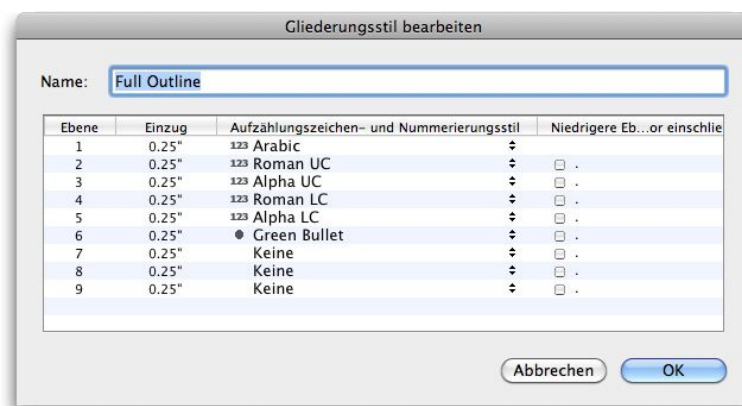 Gliederungsstil bearbeiten
Name: Full Outline
Ebene Einzug Aufzählungszeichen- und Nummerierungsstil Niedrigere Eb...or einschlie
1 0.25" 123 Arabic
2 0.25" 123 Roman UC .
3 0.25" 123 Alpha UC .
4 0.25" 123 Roman LC .
5 0.25" 123 Alpha LC .
6 0.25" Green Bullet .
7 0.25" Keine .
8 0.25" Keine .
9 0.25" Keine .
Abbrechen OK